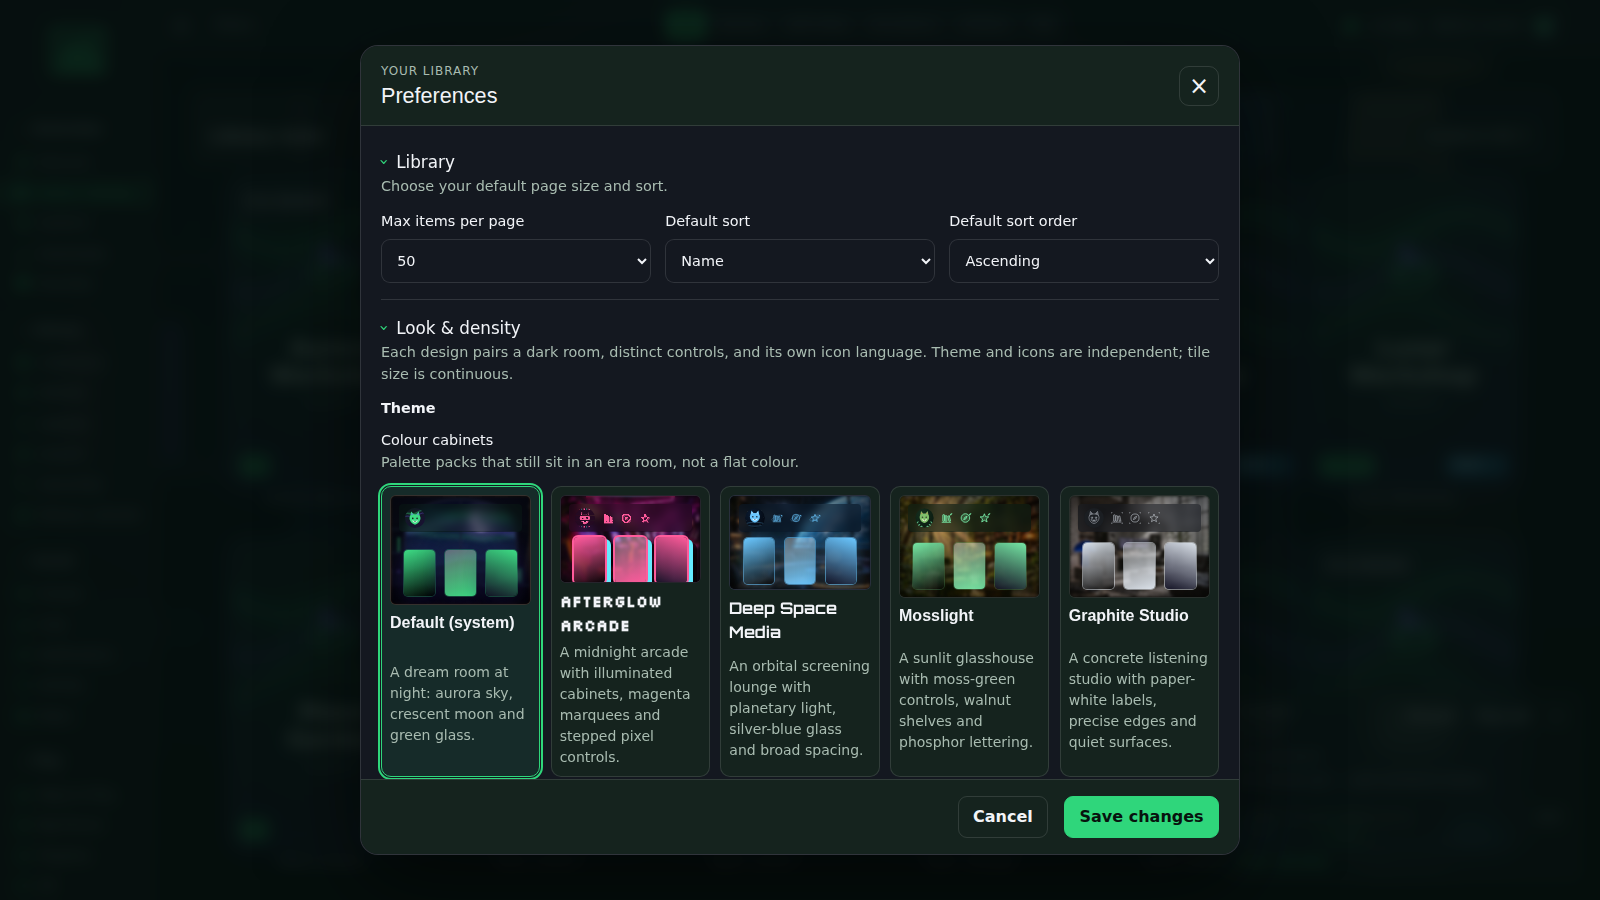 YOUR LIBRARY
Preferences
Library
Choose your default page size and sort.
Max items per page
Default sort
Default sort order
50
Name
Ascending
Look & density
Each design pairs a dark room, distinct controls, and its own icon language. Theme and icons are independent; tile
size is continuous.
Theme
Colour cabinets
Palette packs that still sit in an era room, not a flat colour.
Default (system)
A dream room at
night: aurora sky,
crescent moon and
green glass.
AFTERGLOW
ARCADE
A midnight arcade
with illuminated
cabinets, magenta
marquees and
stepped pixel
controls.
Deep Space
Media
An orbital screening
lounge with
planetary light,
silver-blue glass
and broad spacing.
Mosslight
A sunlit glasshouse
with moss-green
controls, walnut
shelves and
phosphor lettering.
Graphite Studio
A concrete listening
studio with paper-
white labels,
precise edges and
quiet surfaces.
Cancel
Save changes